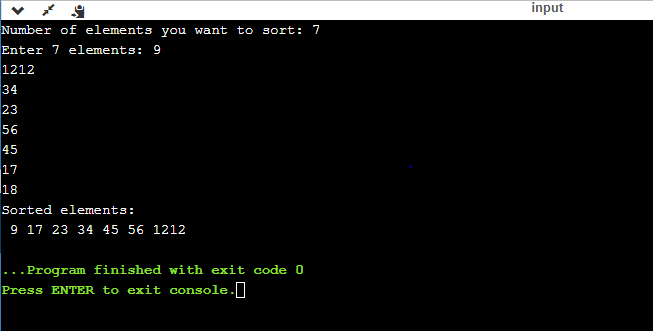 input
Number of elements you want to sort: 7
Enter 7 elements: 9
1212
34
23
56
45
17
18
Sorted elements:
9 17 23 34 45 56 1212
...Program finished with exit code 0
Press ENTER to exit console.